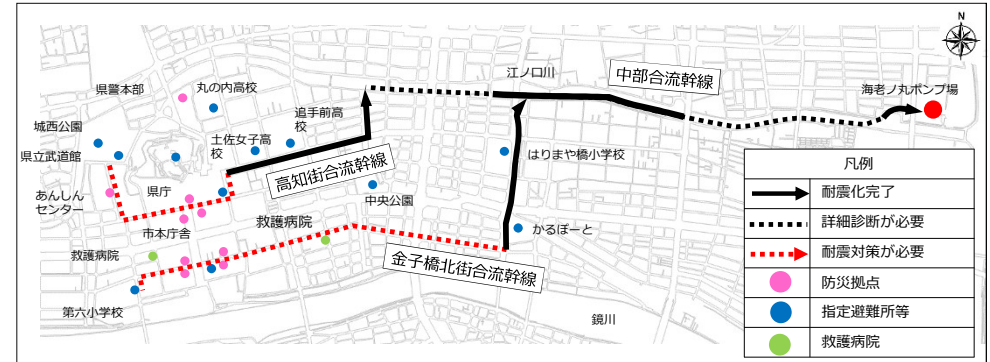 N
江ノ口川
中部合流幹線
海老ノ丸ポンプ場
県警本部
丸の内高校
追手前高
校
城西公園
土佐女子高
校
県立武道館
はりまや橋小学校
高知街合流幹線
あんしん
センター
県庁
中央公園
市本庁舎
救護病院
かるぽーと
救護病院
金子橋北街合流幹線
第六小学校
鏡川
凡例
耐震化完了
詳細診断が必要
耐震対策が必要
防災拠点
指定避難所等
救護病院